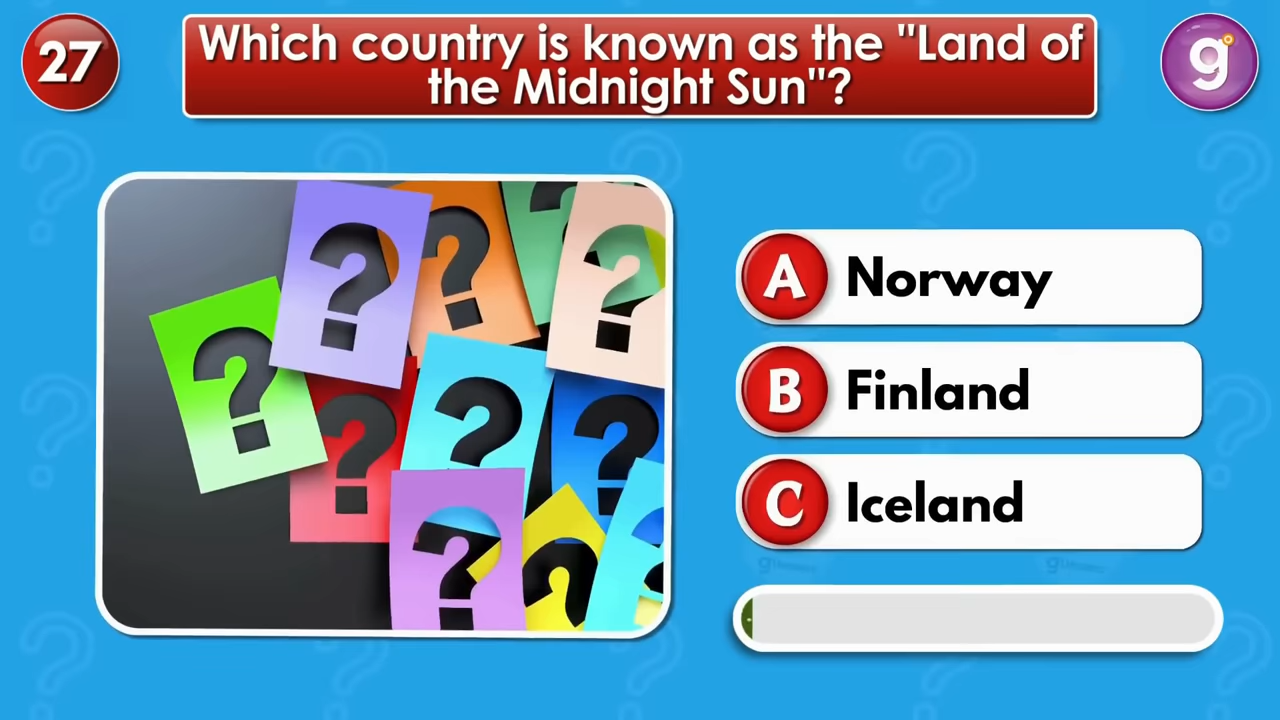 27
Which country is known as the "Land of
the Midnight Sun"?
g
? ? ? ? ?
? ? ? ?
? ? ?
A Norway
B Finland
C Iceland